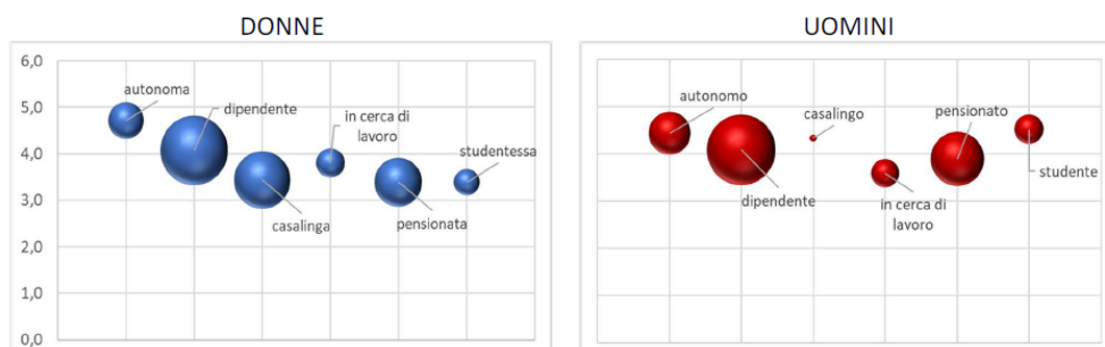 DONNE
6,0
5,0
4,0
3,0
2,0
1,0
0,0
autonoma
dipendente
in cerca di
lavoro
studentessa
casalinga
pensionata
UOMINI
autonomo
casalingo
pensionato
dipendente
in cerca di
lavoro
studente